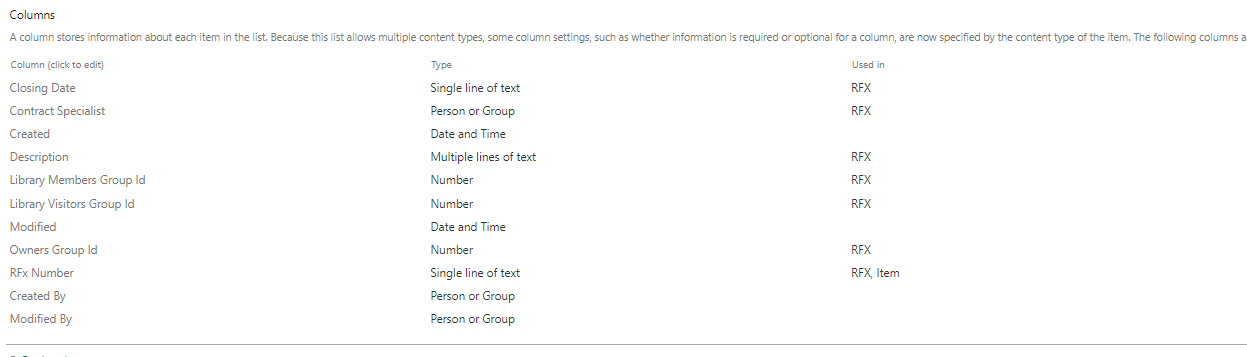 Columns
A column stores information about each item in the list. Because this list allows multiple content types, some column settings, such as whether information is required or optional for a column, are now specified by the content type of the item. The following columns a
Column (click to edit) Type Used in
Closing Date Single line of text RFX
Contract Specialist Person or Group RFX
Created Date and Time
Description Multiple lines of text RFX
Library Members Group Id Number RFX
Library Visitors Group Id Number RFX
Modified Date and Time
Owners Group Id Number RFX
RFx Number Single line of text RFX, Item
Created By Person or Group
Modified By Person or Group